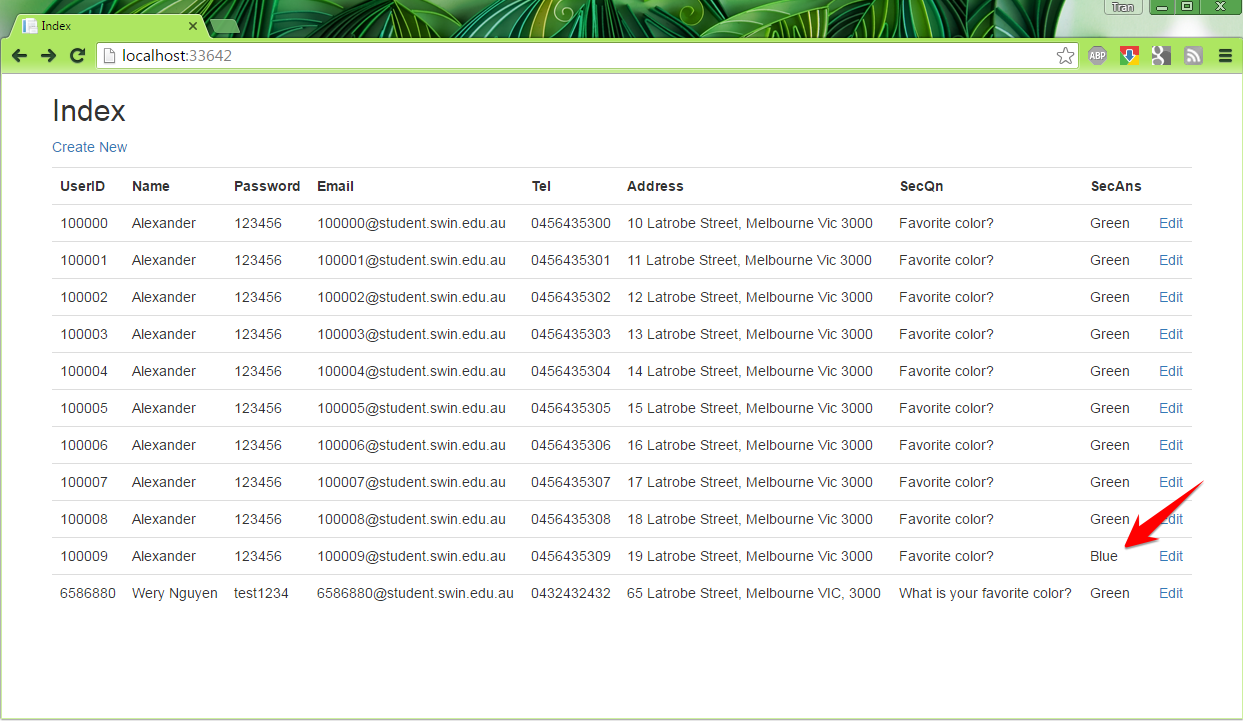 Index
Tran
localhost:33642
ABP
g
Index
Create New
UserID Name Password Email Tel Address SecQn SecAns
100000 Alexander 123456 100000@student.swin.edu.au 0456435300 10 Latrobe Street, Melbourne Vic 3000 Favorite color? Green Edit
100001 Alexander 123456 100001@student.swin.edu.au 0456435301 11 Latrobe Street, Melbourne Vic 3000 Favorite color? Green Edit
100002 Alexander 123456 100002@student.swin.edu.au 0456435302 12 Latrobe Street, Melbourne Vic 3000 Favorite color? Green Edit
100003 Alexander 123456 100003@student.swin.edu.au 0456435303 13 Latrobe Street, Melbourne Vic 3000 Favorite color? Green Edit
100004 Alexander 123456 100004@student.swin.edu.au 0456435304 14 Latrobe Street, Melbourne Vic 3000 Favorite color? Green Edit
100005 Alexander 123456 100005@student.swin.edu.au 0456435305 15 Latrobe Street, Melbourne Vic 3000 Favorite color? Green Edit
100006 Alexander 123456 100006@student.swin.edu.au 0456435306 16 Latrobe Street, Melbourne Vic 3000 Favorite color? Green Edit
100007 Alexander 123456 100007@student.swin.edu.au 0456435307 17 Latrobe Street, Melbourne Vic 3000 Favorite color? Green Edit
100008 Alexander 123456 100008@student.swin.edu.au 0456435308 18 Latrobe Street, Melbourne Vic 3000 Favorite color? Green Edit
100009 Alexander 123456 100009@student.swin.edu.au 0456435309 19 Latrobe Street, Melbourne Vic 3000 Favorite color? Blue Edit
6586880 Wery Nguyen test1234 6586880@student.swin.edu.au 0432432432 65 Latrobe Street, Melbourne VIC, 3000 What is your favorite color? Green Edit